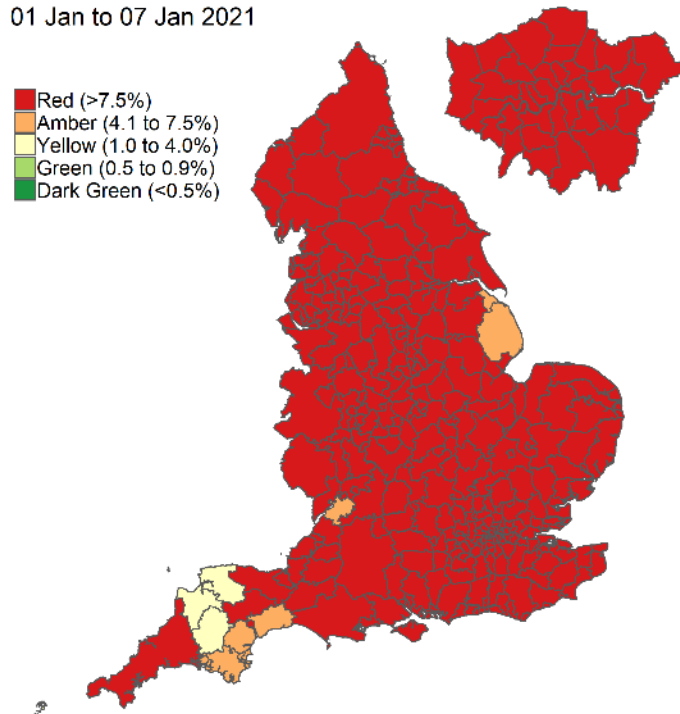 01 Jan to 07 Jan 2021
Red (>7.5%)
Amber (4.1 to 7.5%)
Yellow (1.0 to 4.0%)
Green (0.5 to 0.9%)
Dark Green (<0.5%)